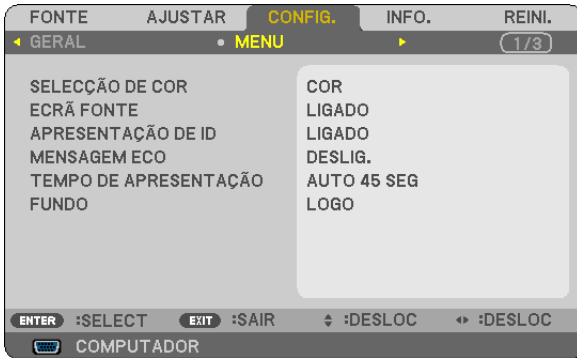 FONTE AJUSTAR CONFIG. INFO. REINI.
GERAL MENU 1/3
SELECÇÃO DE COR COR
ECRÃ FONTE LIGADO
APRESENTAÇÃO DE ID LIGADO
MENSAGEM ECO DESLIG.
TEMPO DE APRESENTAÇÃO AUTO 45 SEG
FUNDO LOGO
ENTER :SELECT EXIT :SAIR :DESLOC :DESLOC
COMPUTADOR